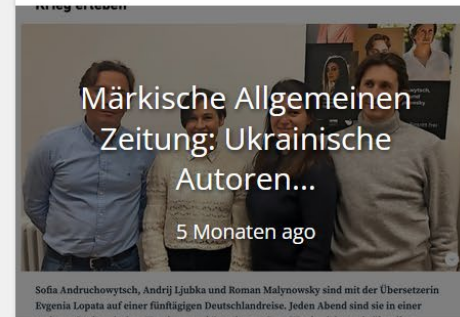 Krieg erleben
Märkische Allgemeinen
Zeitung: Ukrainische
Autoren...
5 Monaten ago
Sofia Andruchowytsch, Andrij Ljubka und Roman Malynowsky sind mit der Übersetzerin
Evgenia Lopata auf einer fünftägigen Deutschlandreise. Jeden Abend sind sie in einer